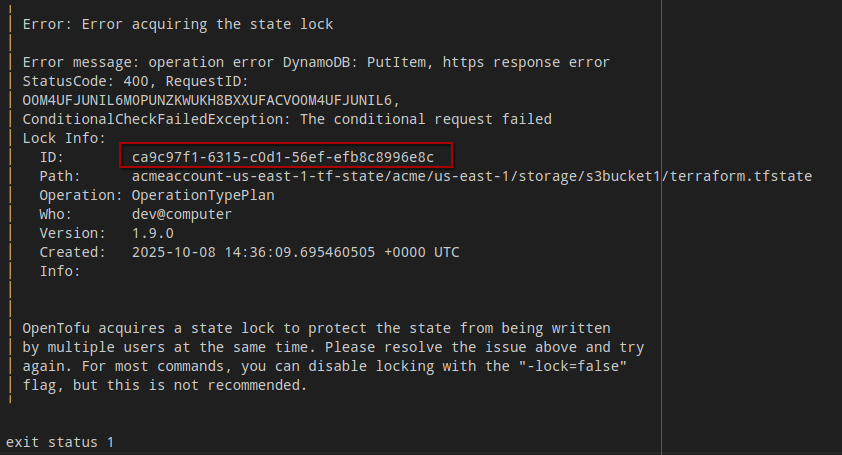 Error: Error acquiring the state lock
Error message: operation error DynamoDB: PutItem, https response error
StatusCode: 400, RequestID:
OOM4UFJUNIL6M0PUNZKWUKH8BXXUFACVOOM4UFJUNIL6,
ConditionalCheckFailedException: The conditional request failed
Lock Info:
ID: ca9c97f1-6315-c0d1-56ef-efb8c8996e8c
Path: acmeaccount-us-east-1-tf-state/acme/us-east-1/storage/s3bucket1/terraform.tfstate
Operation: OperationTypePlan
Who: dev@computer
Version: 1.9.0
Created: 2025-10-08 14:36:09.695460505 +0000 UTC
Info:
OpenTofu acquires a state lock to protect the state from being written
by multiple users at the same time. Please resolve the issue above and try
again. For most commands, you can disable locking with the "-lock=false"
flag, but this is not recommended.
exit status 1